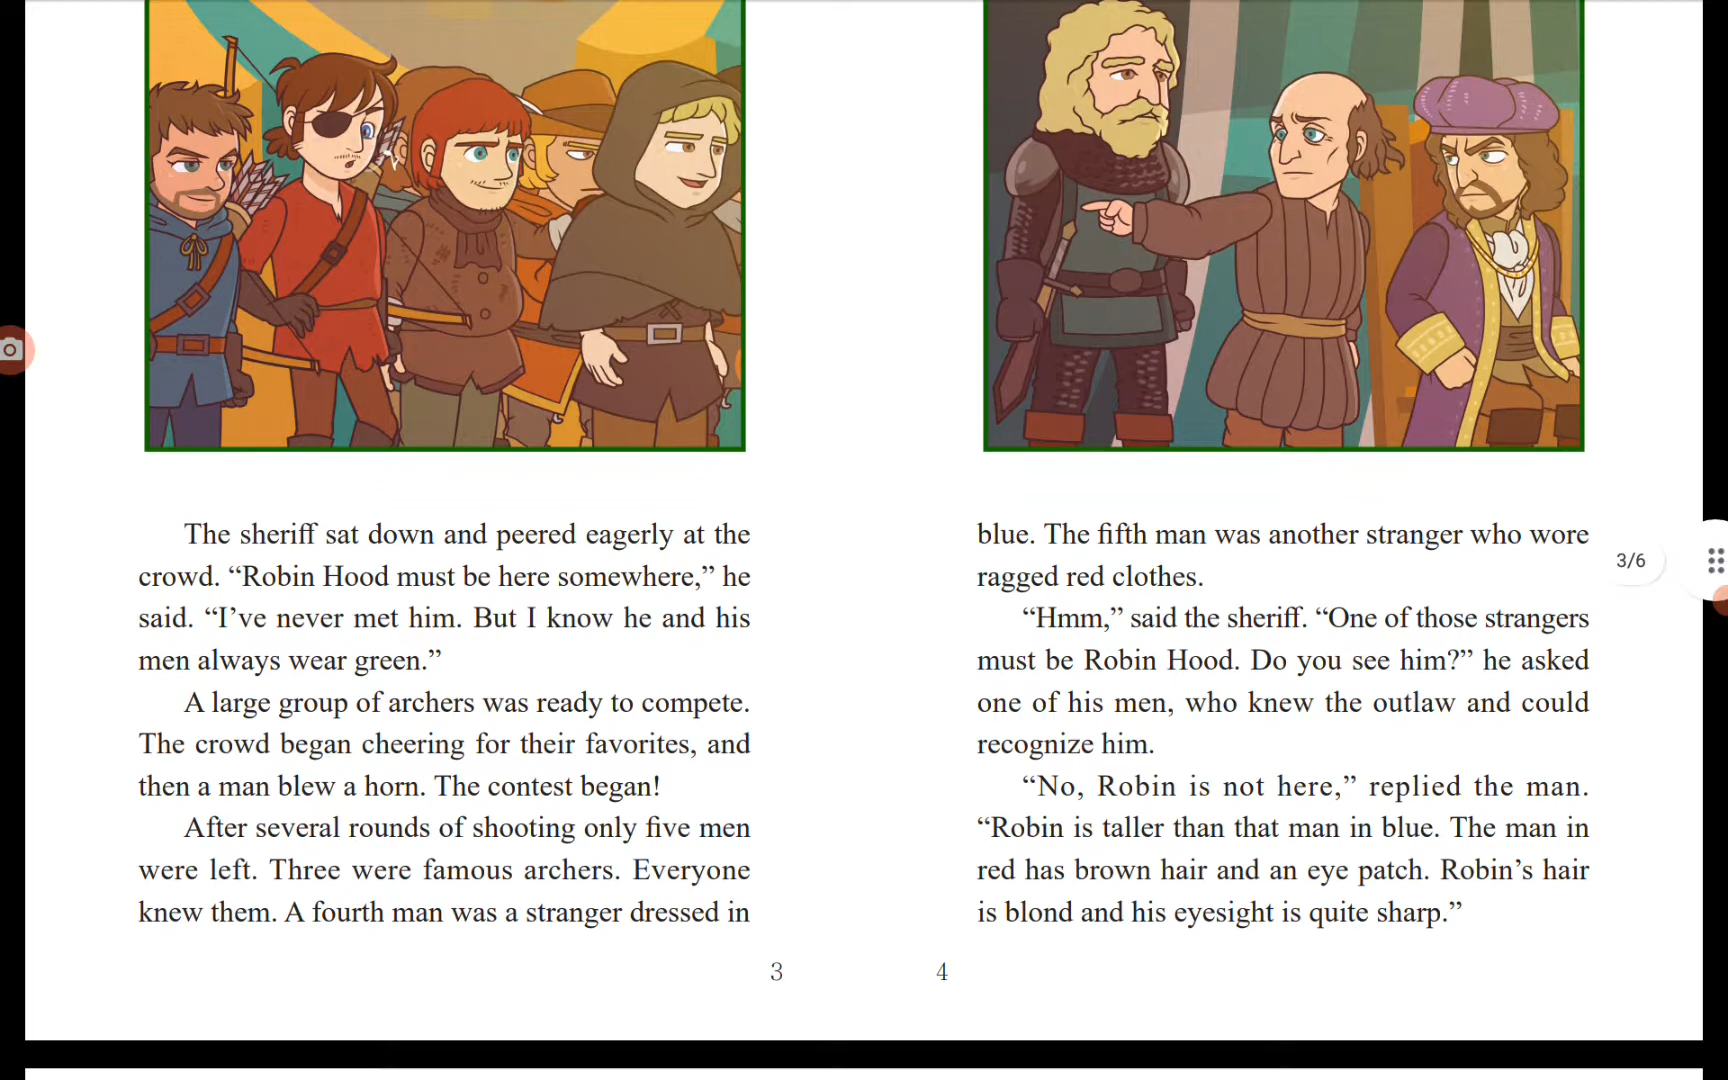 The sheriff sat down and peered eagerly at the
crowd. “Robin Hood must be here somewhere,” he
said. “I’ve never met him. But I know he and his
men always wear green.”
A large group of archers was ready to compete.
The crowd began cheering for their favorites, and
then a man blew a horn. The contest began!
After several rounds of shooting only five men
were left. Three were famous archers. Everyone
knew them. A fourth man was a stranger dressed in
3
blue. The fifth man was another stranger who wore
ragged red clothes.
“Hmm,” said the sheriff. “One of those strangers
must be Robin Hood. Do you see him?” he asked
one of his men, who knew the outlaw and could
recognize him.
“No, Robin is not here,” replied the man.
“Robin is taller than that man in blue. The man in
red has brown hair and an eye patch. Robin’s hair
is blond and his eyesight is quite sharp.”
4
3/6